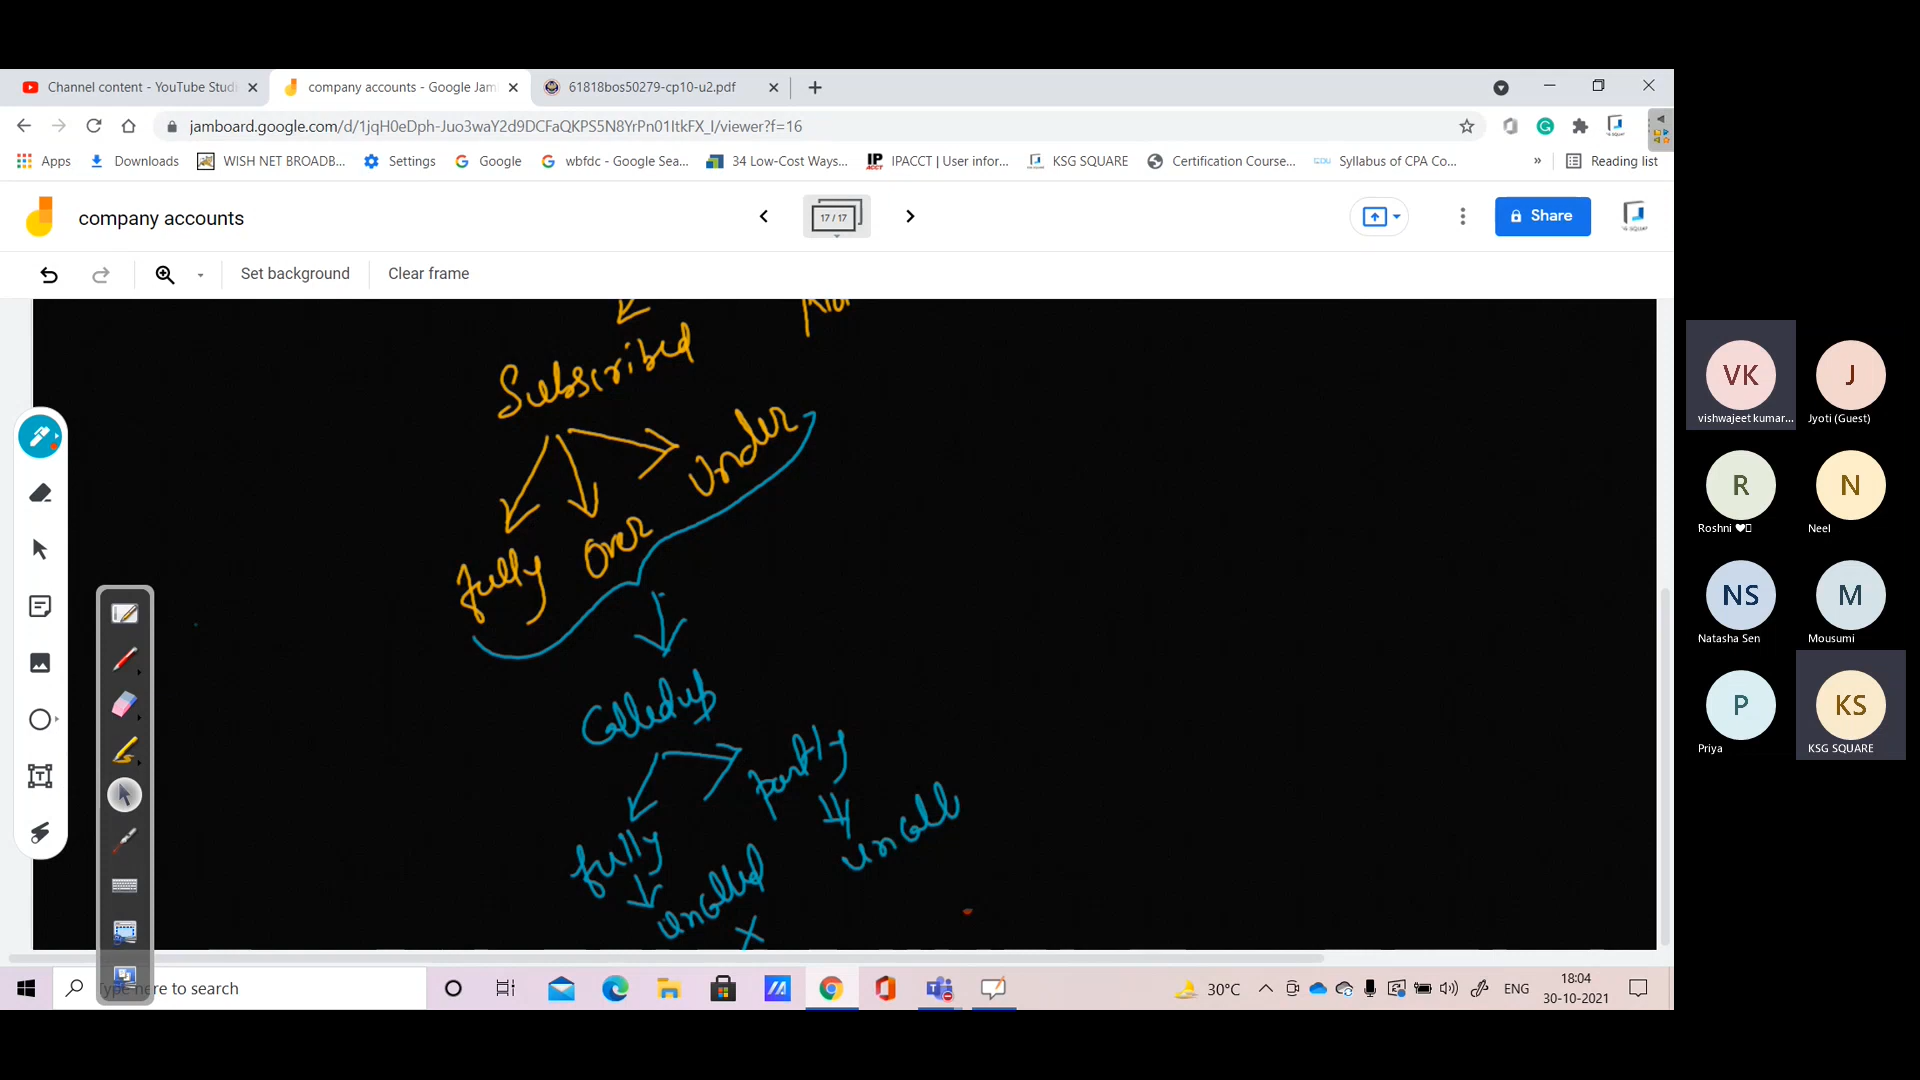 Channel content - YouTube Studi
company accounts - Google Jam
61818bos50279-cp10-u2.pdf
jamboard.google.com/d/1jqH0eDph-Juo3waY2d9DCFaQKPS5N8YrPn01ItkFX_I/viewer?f=16
Apps
Downloads
WISH NET BROADB...
Settings
Google
wbfdc - Google Sea...
34 Low-Cost Ways...
IPACCT | User infor...
KSG SQUARE
Certification Course...
Syllabus of CPA Co...
»
Reading list
company accounts
17 / 17
Share
Set background
Clear frame
Subscribed
Under
fully
Over
Calledup
partly
fully
uncall
uncalled
X
VK
vishwajeet kumar...
J
Jyoti (Guest)
R
Roshni
N
Neel
NS
Natasha Sen
M
Mousumi
P
Priya
KS
KSG SQUARE
Type here to search
30°C
ENG
18:04
30-10-2021